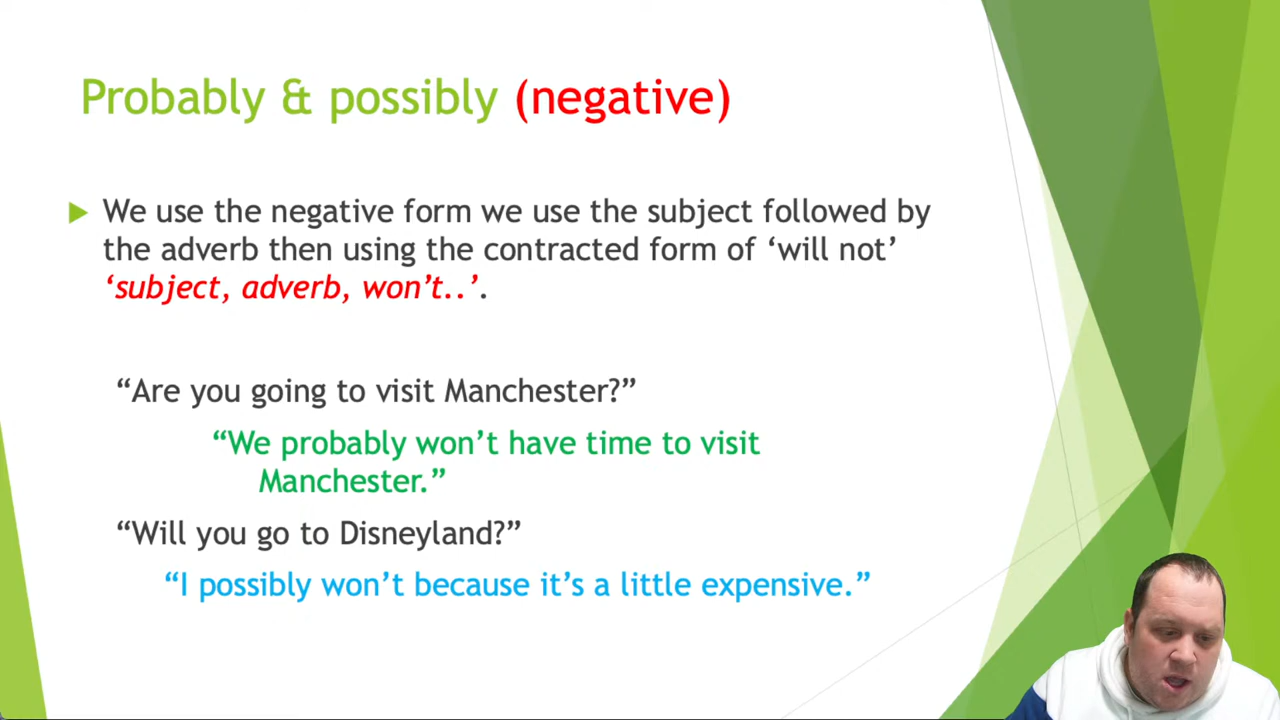 Probably & possibly (negative)
We use the negative form we use the subject followed by
the adverb then using the contracted form of ‘will not’
‘subject, adverb, won’t..’.
“Are you going to visit Manchester?”
“We probably won’t have time to visit
Manchester.”
“Will you go to Disneyland?”
“I possibly won’t because it’s a little expensive.”